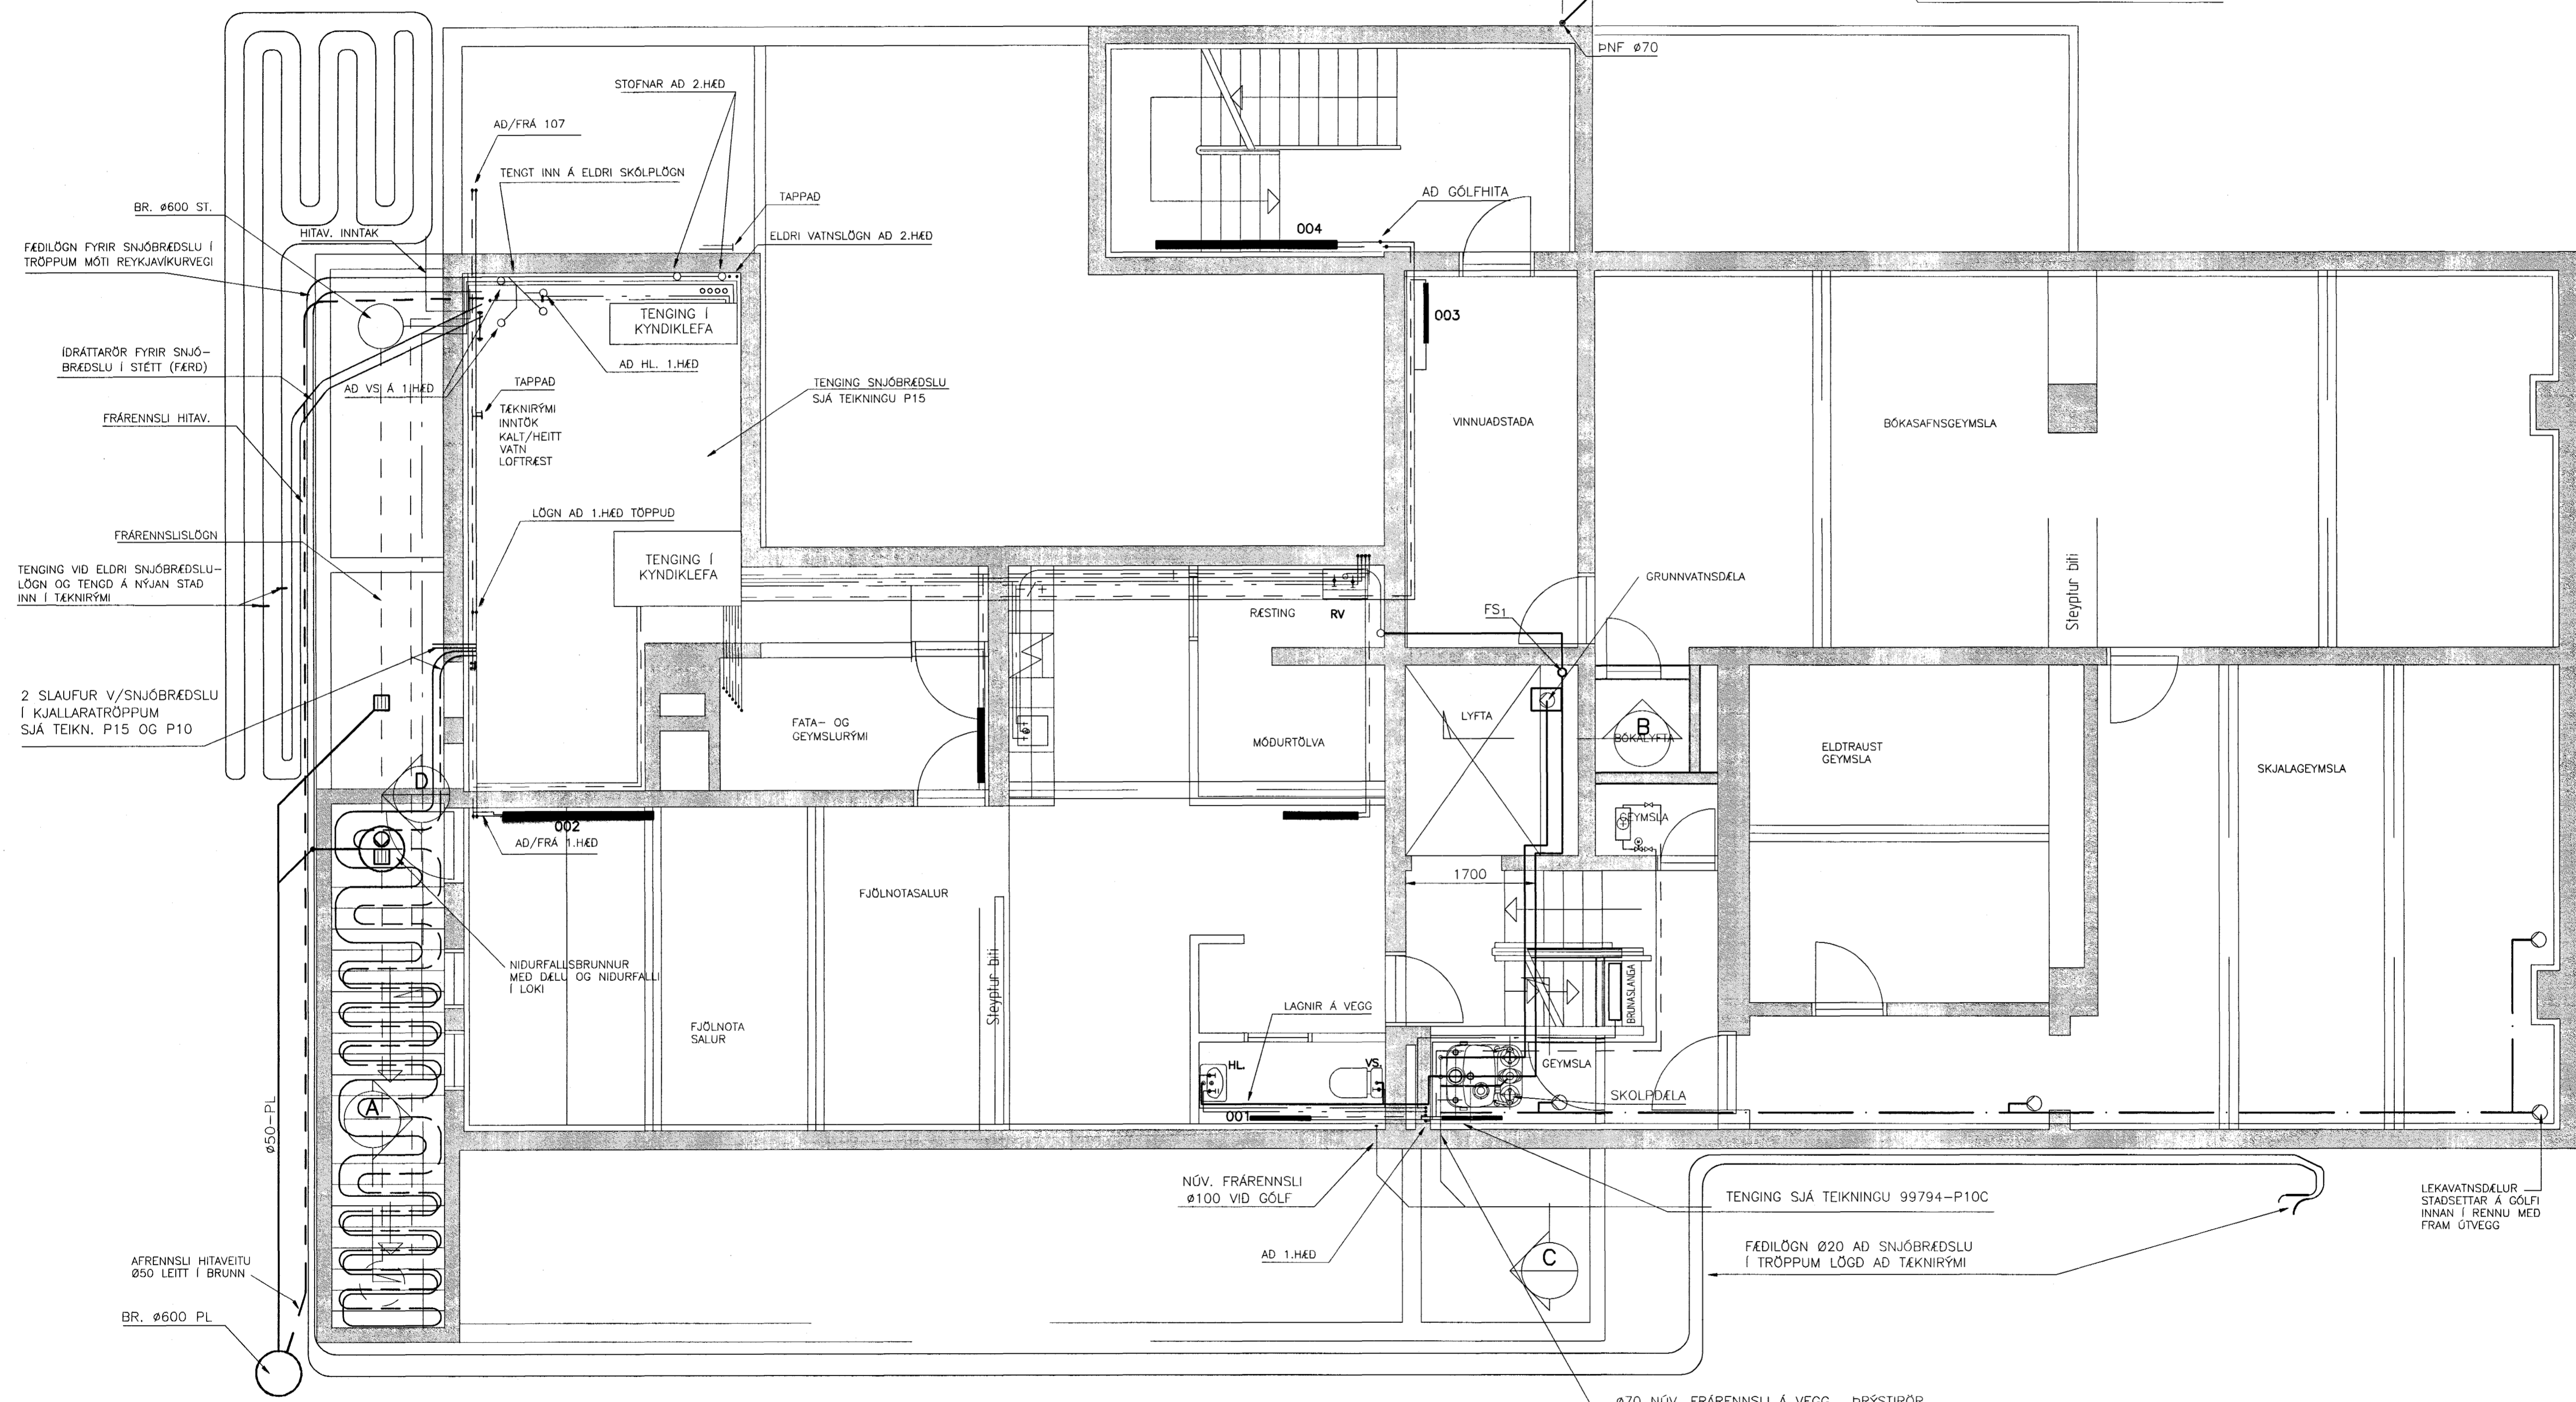 ÞNF ø70
STOFNAR AÐ 2.HÆÐ
AÐ/FRÁ 107
TENGT INN Á ELDRI SKÓLPLÖGN
TAPPAÐ
BR. ø600 ST.
HITAV. INNTAK
ELDRI VATNSLÖGN AÐ 2.HÆÐ
FÆÐILÖGN FYRIR SNJÓBRÆÐSLU Í
TRÖPPUM MÓTI REYKJAVÍKURVEGI
AÐ GÓLFHITA
004
TENGING Í
KYNDIKLEFA
003
ÍDRÁTTARÖR FYRIR SNJÓ-
BRÆÐSLU Í STÉTT (FÆRÐ)
AÐ VS Á 1.HÆÐ
AÐ HL. 1.HÆÐ
TAPPAÐ
TÆKNIRÝMI
INNTÖK
KALT/HEITT
VATN
LOFTRÆST
TENGING SNJÓBRÆÐSLU
SJÁ TEIKNINGU P15
FRÁRENNSLI HITAV.
VINNUAÐSTAÐA
BÓKASAFNSGEYMSLA
LÖGN AÐ 1.HÆÐ TÖPPUÐ
FRÁRENNSLISLÖGN
TENGING Í
KYNDIKLEFA
TENGING VIÐ ELDRI SNJÓBRÆÐSLU-
LÖGN OG TENGD Á NÝJAN STAÐ
INN Í TÆKNIRÝMI
GRUNNVATNSDÆLA
Steyptur biti
RÆSTING
RV
FS1
2 SLAUFUR V/SNJÓBRÆÐSLU
Í KJALLARATRÖPPUM
SJÁ TEIKN. P15 OG P10
FATA- OG
GEYMSLURÝMI
MÓÐURTÖLVA
LYFTA
B
BÓKALYFTA
ELDTRAUST
GEYMSLA
SKJALAGEYMSLA
D
002
AÐ/FRÁ 1.HÆÐ
GEYMSLA
1700
FJÖLNOTASALUR
NIÐURFALLSBRUNNUR
MEÐ DÆLU OG NIÐURFALLI
Í LOKI
Steyptur biti
FJÖLNOTA
SALUR
LAGNIR Á VEGG
BRUNASLANGA
HL.
VS.
GEYMSLA
SKOLPDÆLA
001
A
ø50-PL
NÚV. FRÁRENNSLI
ø100 VIÐ GÓLF
TENGING SJÁ TEIKNINGU 99794-P10C
LEKAVATNSDÆLUR
STAÐSETTAR Á GÓLFI
INNAN Í RENNU MEÐ
FRAM ÚTVEGG
AÐ 1.HÆÐ
C
FÆÐILÖGN Ø20 AÐ SNJÓBRÆÐSLU
Í TRÖPPUM LÖGÐ AÐ TÆKNIRÝMI
AFRENNSLI HITAVEITU
Ø50 LEITT Í BRUNN
BR. ø600 PL
ø70 NÚV. FRÁRENNSLI Á VEGG ÞRÝSTIRÖR